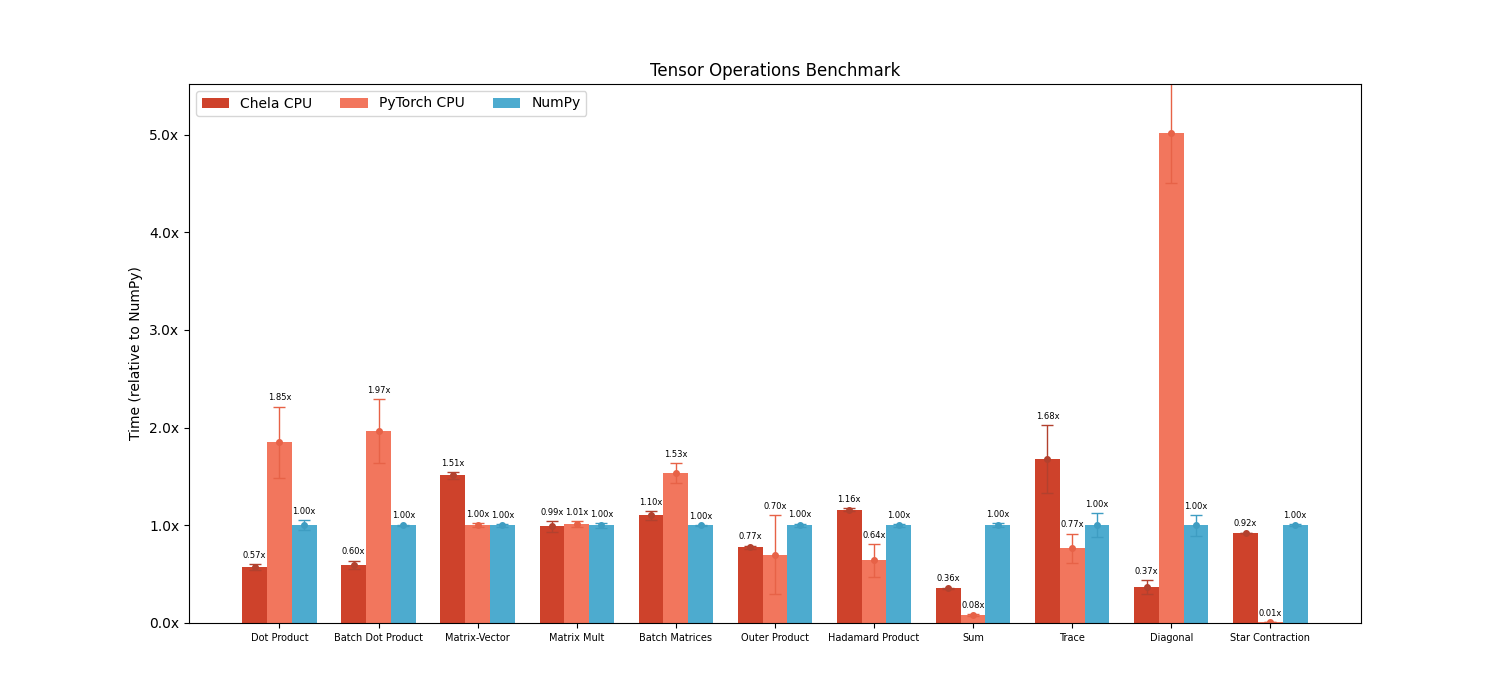 Tensor Operations Benchmark
Chela CPU PyTorch CPU NumPy
Time (relative to NumPy)
5.0x
4.0x
3.0x
2.0x
1.0x
0.0x
0.57x 1.85x 1.00x
0.60x 1.97x 1.00x
1.51x 1.00x 1.00x
0.99x 1.01x 1.00x
1.10x 1.53x 1.00x
0.77x 0.70x 1.00x
1.16x 0.64x 1.00x
0.36x 0.08x 1.00x
1.68x 0.77x 1.00x
0.37x 1.00x
0.92x 0.01x 1.00x
Dot Product Batch Dot Product Matrix-Vector Matrix Mult Batch Matrices Outer Product Hadamard Product Sum Trace Diagonal Star Contraction